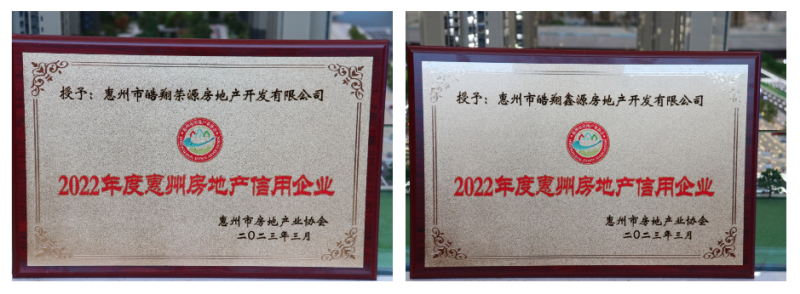 授予：惠州市皓翔荣源房地产开发有限公司
2022年度惠州房地产信用企业
惠州市房地产业协会
二〇二三年三月
授予：惠州市皓翔鑫源房地产开发有限公司
2022年度惠州房地产信用企业
惠州市房地产业协会
二〇二三年三月